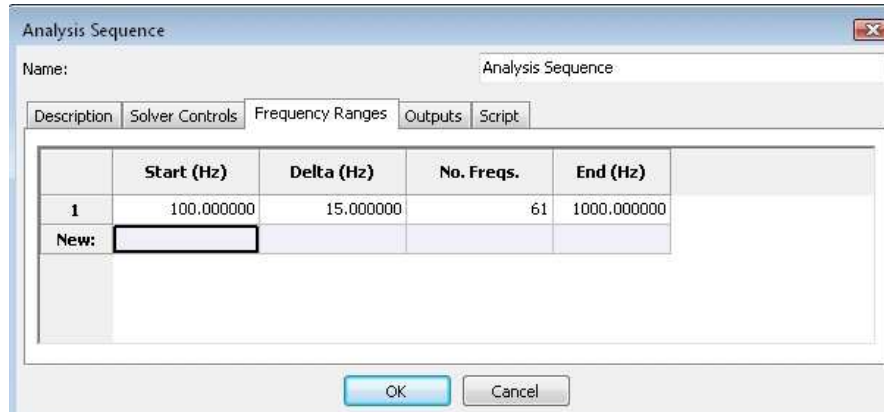 Analysis Sequence
Name: Analysis Sequence
Description Solver Controls Frequency Ranges Outputs Script
Start (Hz) Delta (Hz) No. Freqs. End (Hz)
1 100.000000 15.000000 61 1000.000000
New:
OK Cancel